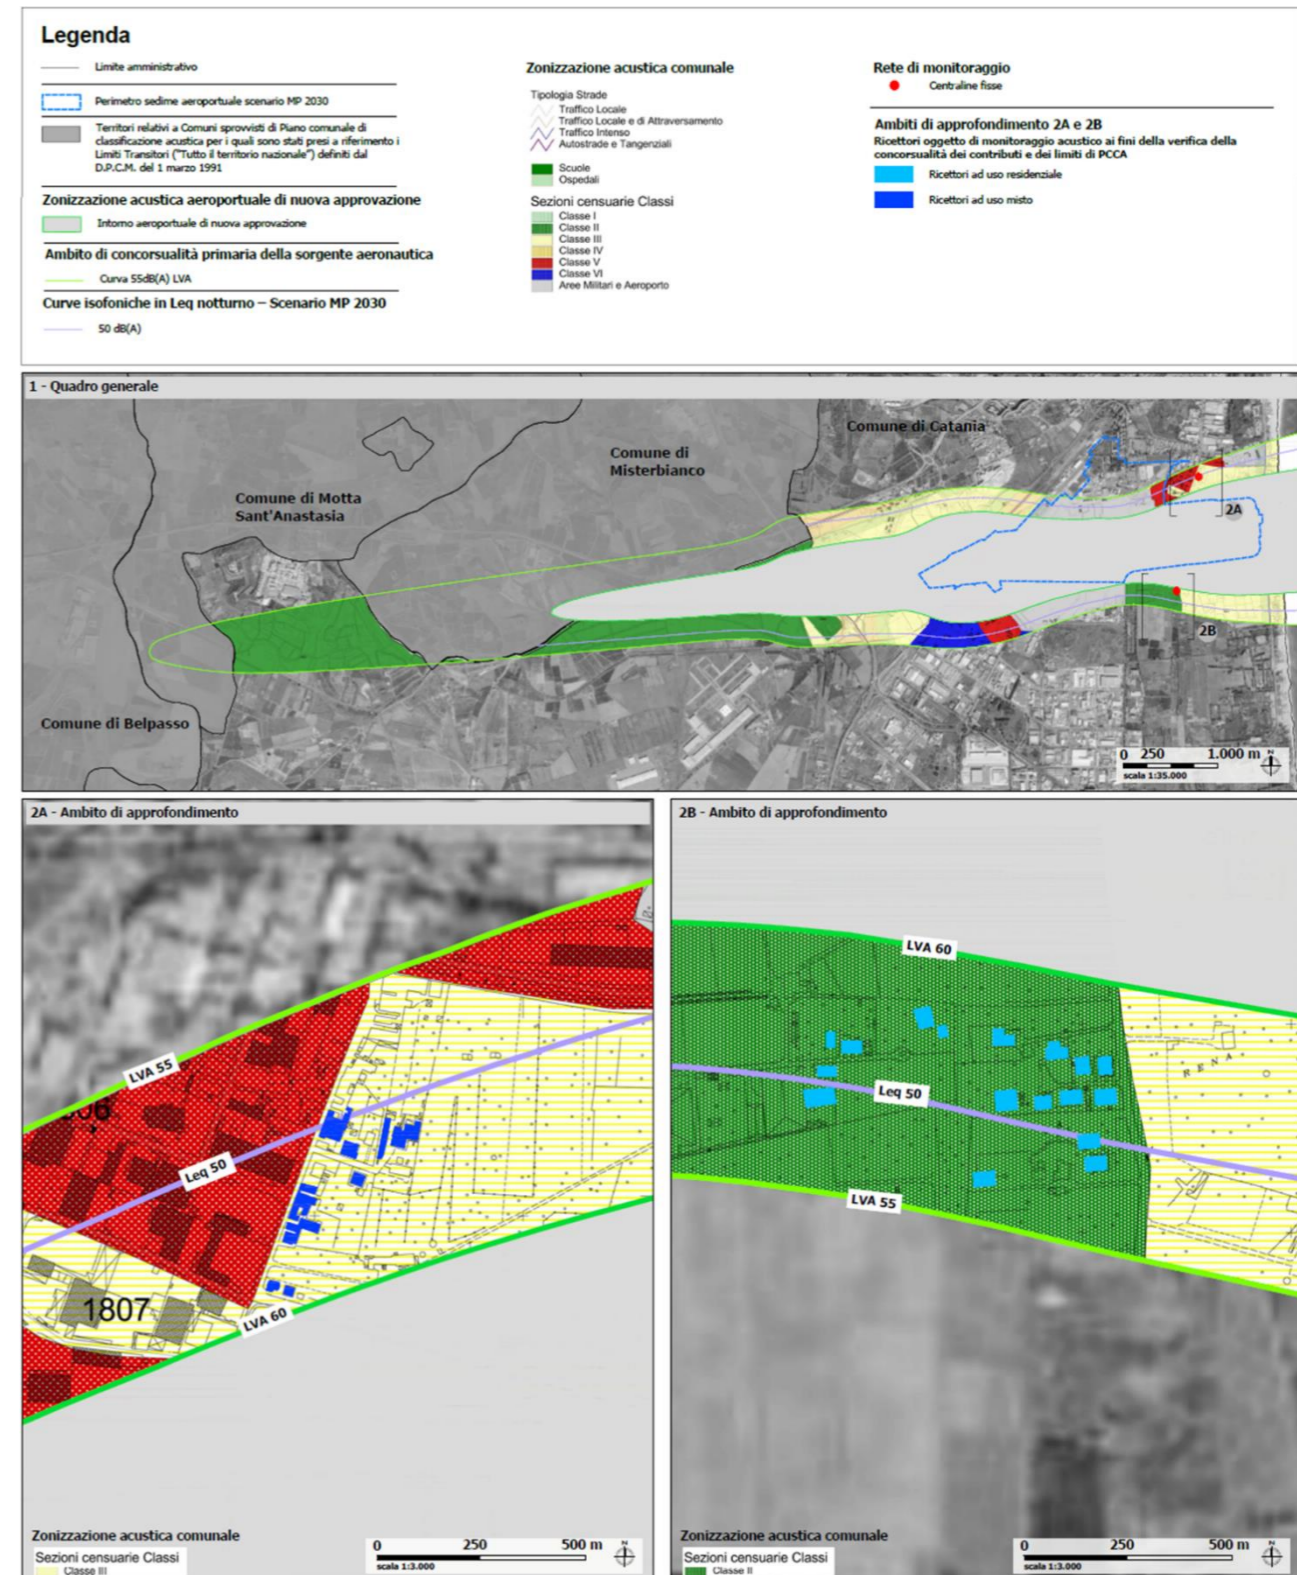 Legenda
Limite amministrativo
Perimetro sedime aeroportuale scenario MP 2030
Territori relativi a Comuni sprovvisti di Piano comunale di
classificazione acustica per i quali sono stati presi a riferimento i
Limiti Transitori ("Tutto il territorio nazionale") definiti dal
D.P.C.M. del 1 marzo 1991
Zonizzazione acustica aeroportuale di nuova approvazione
Intorno aeroportuale di nuova approvazione
Ambito di concorsualità primaria della sorgente aeronautica
Curva 55dB(A) LVA
Curve isofoniche in Leq notturno – Scenario MP 2030
50 dB(A)
Zonizzazione acustica comunale
Tipologia Strade
Traffico Locale
Traffico Locale e di Attraversamento
Traffico Intenso
Autostrade e Tangenziali
Scuole
Ospedali
Sezioni censuarie Classi
Classe I
Classe II
Classe III
Classe IV
Classe V
Classe VI
Aree Militari e Aeroporto
Rete di monitoraggio
Centraline fisse
Ambiti di approfondimento 2A e 2B
Ricettori oggetto di monitoraggio acustico ai fini della verifica della
concorsualità dei contributi e dei limiti di PCCA
Ricettori ad uso residenziale
Ricettori ad uso misto
1 - Quadro generale
Comune di Catania
Comune di
Misterbianco
Comune di Motta
Sant'Anastasia
2A
2B
Comune di Belpasso
0 250 1.000 m
N
scala 1:35.000
2A - Ambito di approfondimento
LVA 55
Leq 50
1807
LVA 60
Zonizzazione acustica comunale
Sezioni censuarie Classi
Classe III
0 250 500 m
N
scala 1:3.000
2B - Ambito di approfondimento
LVA 60
RENA
Leq 50
LVA 55
Zonizzazione acustica comunale
Sezioni censuarie Classi
Classe II
0 250 500 m
N
scala 1:3.000